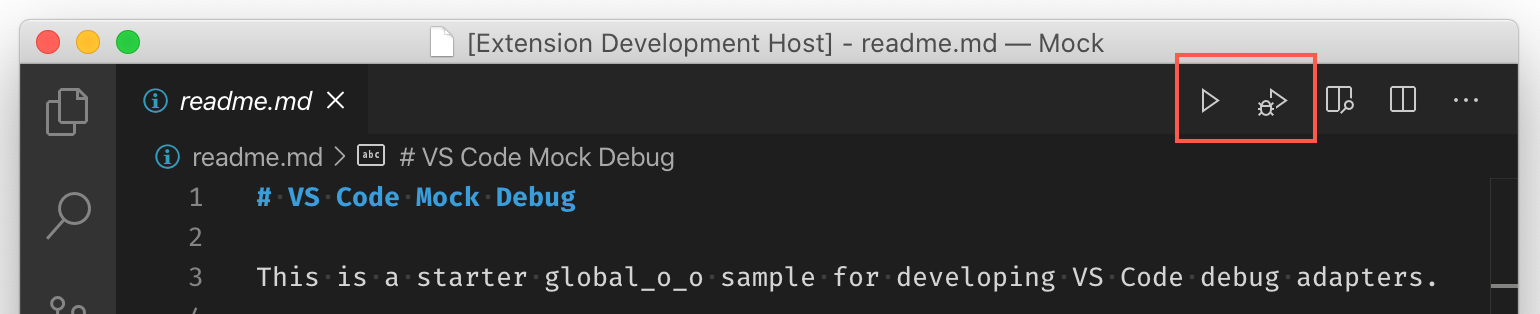 [Extension Development Host] - readme.md — Mock
readme.md
readme.md > abc # VS Code Mock Debug
1 # VS Code Mock Debug
2
3 This is a starter global_o_o sample for developing VS Code debug adapters.